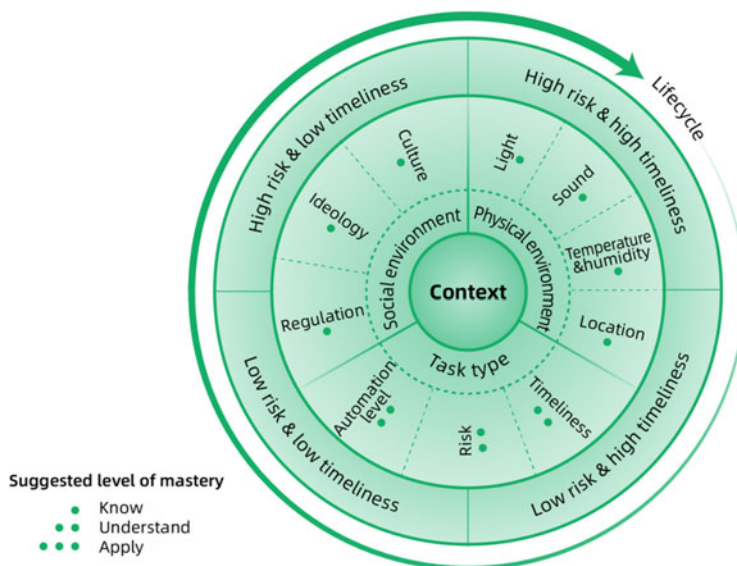 High risk & low timeliness
High risk & high timeliness
Lifecycle
Culture
Light
Sound
Ideology
Temperature
&humidity
Social environment
Physical environment
Context
Regulation
Location
Task type
Automation
level
Risk
Timeliness
Low risk & low timeliness
Low risk & high timeliness
Suggested level of mastery
Know
Understand
Apply